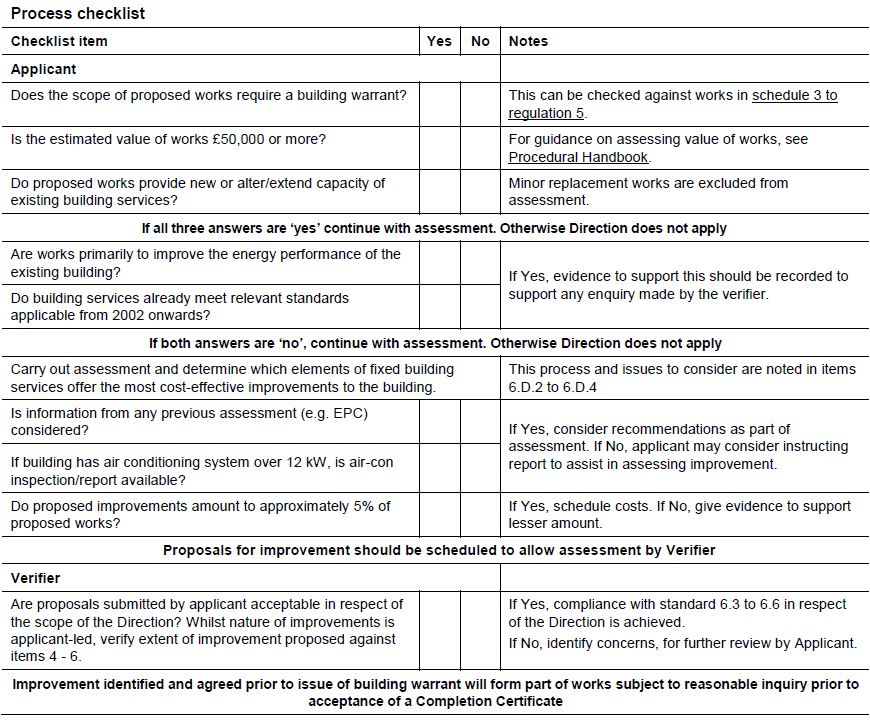 Process checklist
Checklist item Yes No Notes
Applicant
Does the scope of proposed works require a building warrant?
This can be checked against works in schedule 3 to
regulation 5.
Is the estimated value of works £50,000 or more?
For guidance on assessing value of works, see
Procedural Handbook.
Do proposed works provide new or alter/extend capacity of
existing building services?
Minor replacement works are excluded from
assessment.
If all three answers are ‘yes’ continue with assessment. Otherwise Direction does not apply
Are works primarily to improve the energy performance of the
existing building?
Do building services already meet relevant standards
applicable from 2002 onwards?
If Yes, evidence to support this should be recorded to
support any enquiry made by the verifier.
If both answers are ‘no’, continue with assessment. Otherwise Direction does not apply
Carry out assessment and determine which elements of fixed building
services offer the most cost-effective improvements to the building.
This process and issues to consider are noted in items
6.D.2 to 6.D.4
Is information from any previous assessment (e.g. EPC)
considered?
If building has air conditioning system over 12 kW, is air-con
inspection/report available?
If Yes, consider recommendations as part of
assessment. If No, applicant may consider instructing
report to assist in assessing improvement.
Do proposed improvements amount to approximately 5% of
proposed works?
If Yes, schedule costs. If No, give evidence to support
lesser amount.
Proposals for improvement should be scheduled to allow assessment by Verifier
Verifier
Are proposals submitted by applicant acceptable in respect of
the scope of the Direction? Whilst nature of improvements is
applicant-led, verify extent of improvement proposed against
items 4 - 6.
If Yes, compliance with standard 6.3 to 6.6 in respect
of the Direction is achieved.
If No, identify concerns, for further review by Applicant.
Improvement identified and agreed prior to issue of building warrant will form part of works subject to reasonable inquiry prior to
acceptance of a Completion Certificate